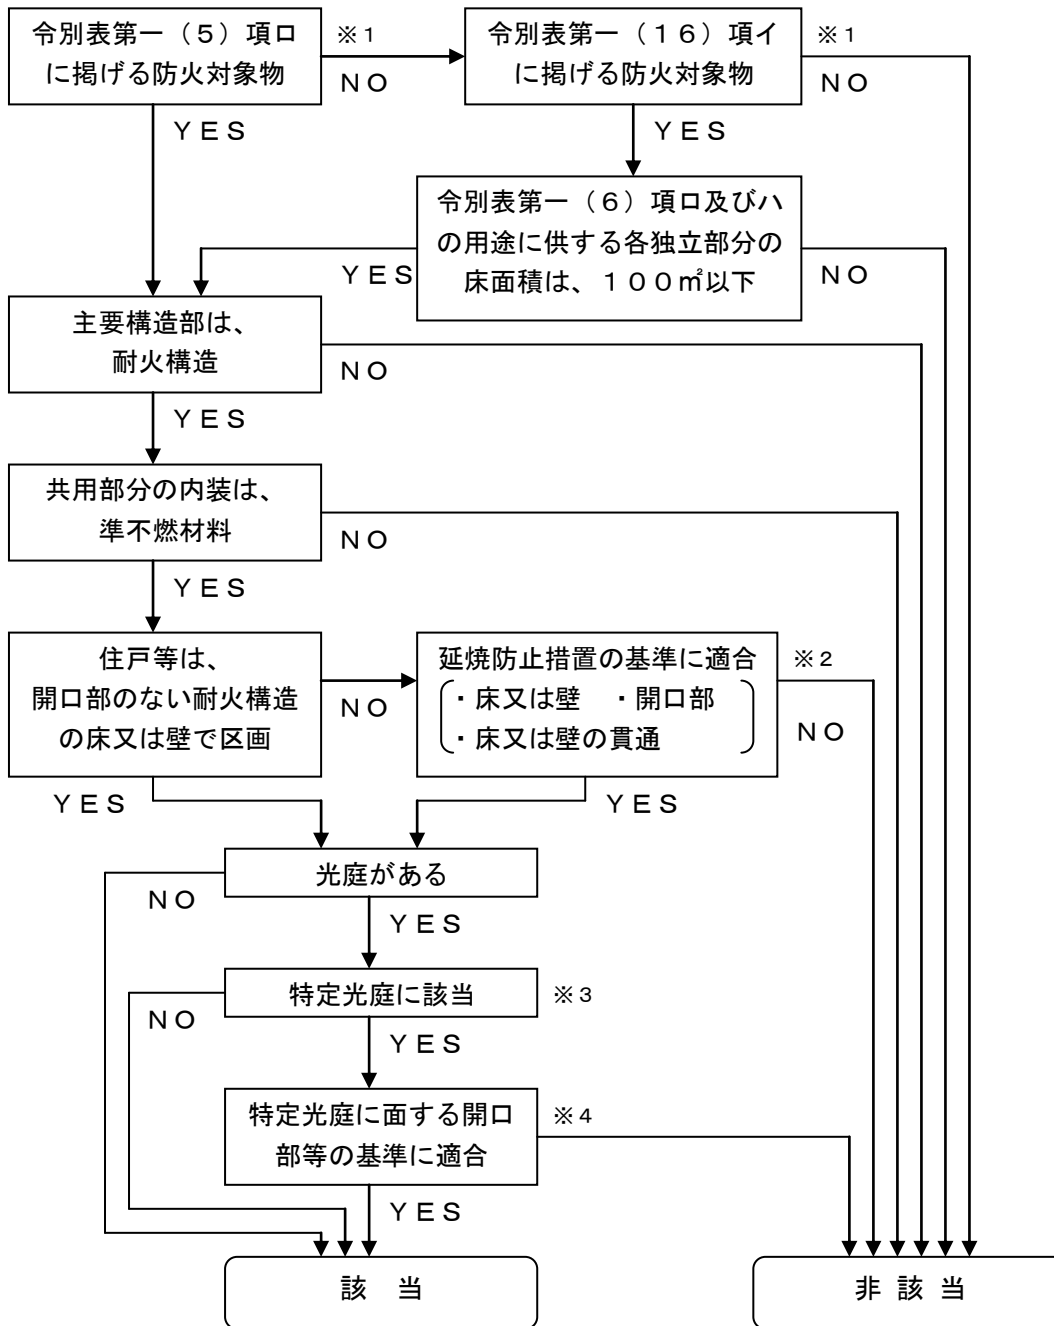 令別表第一（５）項ロ
に掲げる防火対象物
※１
ＮＯ
令別表第一（１６）項イ
に掲げる防火対象物
※１
ＮＯ
ＹＥＳ
ＹＥＳ
令別表第一（６）項ロ及びハ
の用途に供する各独立部分の
床面積は、１００㎡以下
ＹＥＳ
ＮＯ
主要構造部は、
耐火構造
ＮＯ
ＹＥＳ
共用部分の内装は、
準不燃材料
ＮＯ
ＹＥＳ
住戸等は、
開口部のない耐火構造
の床又は壁で区画
ＮＯ
延焼防止措置の基準に適合
・床又は壁　・開口部
・床又は壁の貫通
※２
ＮＯ
ＹＥＳ
ＹＥＳ
光庭がある
ＮＯ
ＹＥＳ
特定光庭に該当
※３
ＮＯ
ＹＥＳ
特定光庭に面する開口
部等の基準に適合
※４
ＹＥＳ
該　当
非 該 当